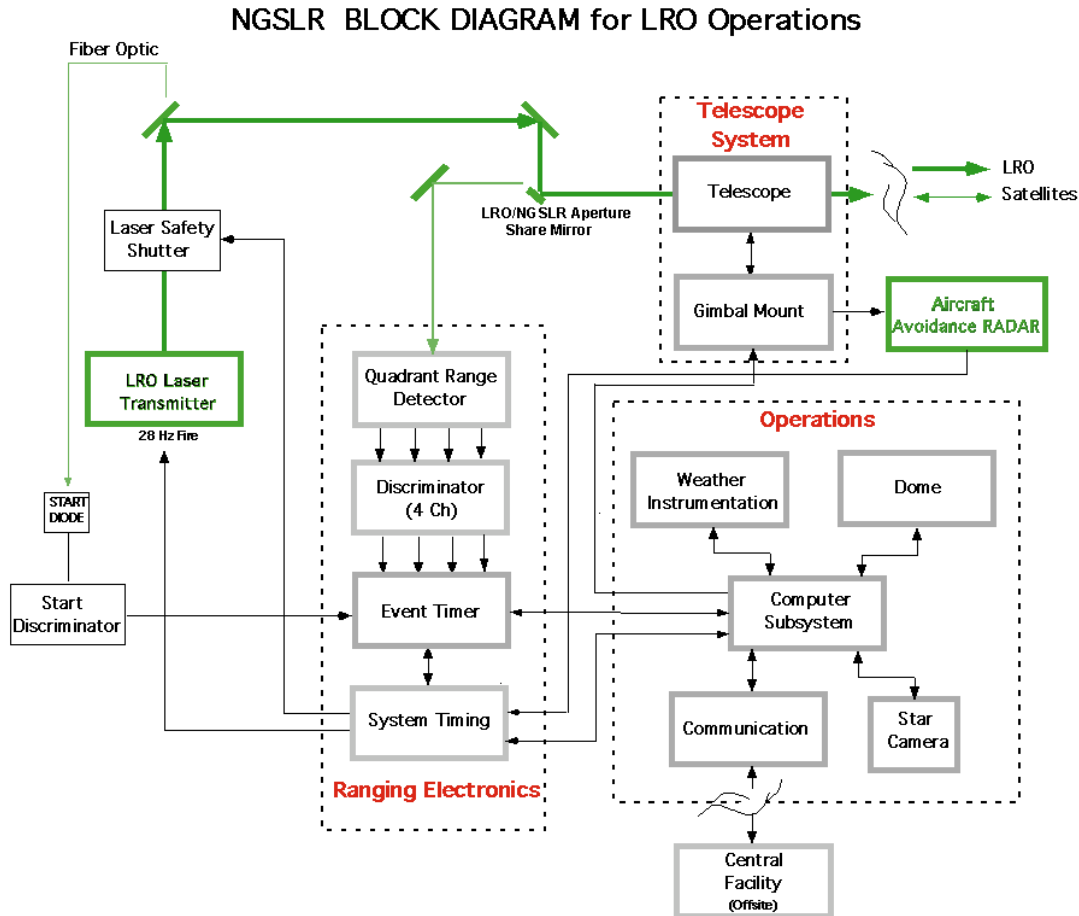 NGSLR BLOCK DIAGRAM for LRO Operations
Fiber Optic
Telescope
System
Telescope
LRO
Satellites
LRO/NGSLR Aperture
Share Mirror
Laser Safety
Shutter
Gimbal Mount
Aircraft
Avoidance RADAR
LRO Laser
Transmitter
28 Hz Fire
Quadrant Range
Detector
Operations
Weather
Instrumentation
Dome
Discriminator
(4 Ch)
START
DIODE
Start
Discriminator
Event Timer
Computer
Subsystem
System Timing
Communication
Star
Camera
Ranging Electronics
Central
Facility
(Offsite)